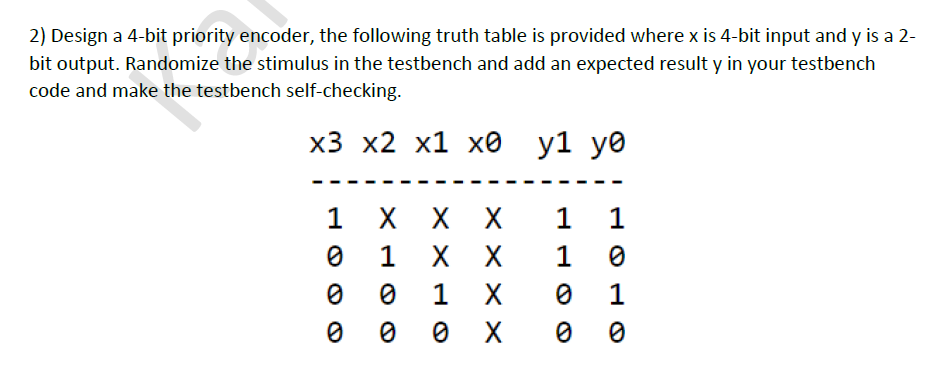 2) Design a 4-bit priority encoder, the following truth table is provided where x is 4-bit input and y is a 2-
bit output. Randomize the stimulus in the testbench and add an expected result y in your testbench
code and make the testbench self-checking.
x3 x2 x1 x0 y1 y0
------------------
1 X X X 1 1
0 1 X X 1 0
0 0 1 X 0 1
0 0 0 X 0 0